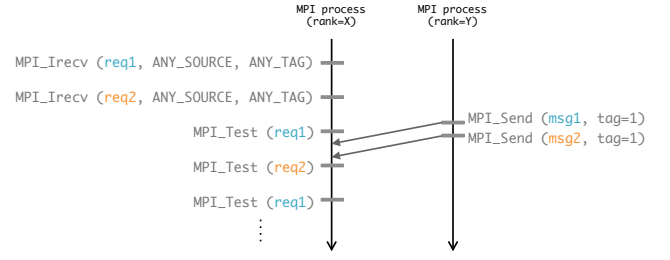 MPI process
(rank=X)
MPI process
(rank=Y)
MPI_Irecv (req1, ANY_SOURCE, ANY_TAG)
MPI_Irecv (req2, ANY_SOURCE, ANY_TAG)
MPI_Send (msg1, tag=1)
MPI_Test (req1)
MPI_Send (msg2, tag=1)
MPI_Test (req2)
MPI_Test (req1)